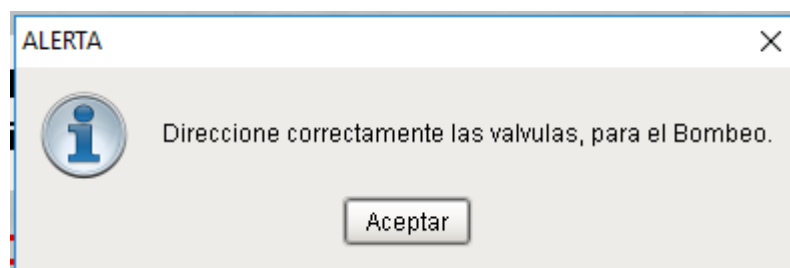 ALERTA
Direccione correctamente las valvulas, para el Bombeo.
Aceptar